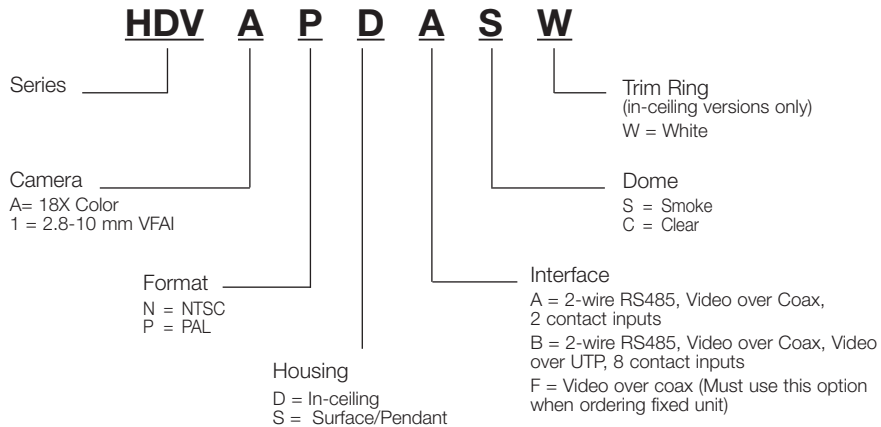 HDV A P D A S W
Series
Trim Ring
(in-ceiling versions only)
W = White
Camera
A= 18X Color
1 = 2.8-10 mm VFAI
Dome
S = Smoke
C = Clear
Format
N = NTSC
P = PAL
Interface
A = 2-wire RS485, Video over Coax,
2 contact inputs
B = 2-wire RS485, Video over Coax, Video
over UTP, 8 contact inputs
F = Video over coax (Must use this option
when ordering fixed unit)
Housing
D = In-ceiling
S = Surface/Pendant